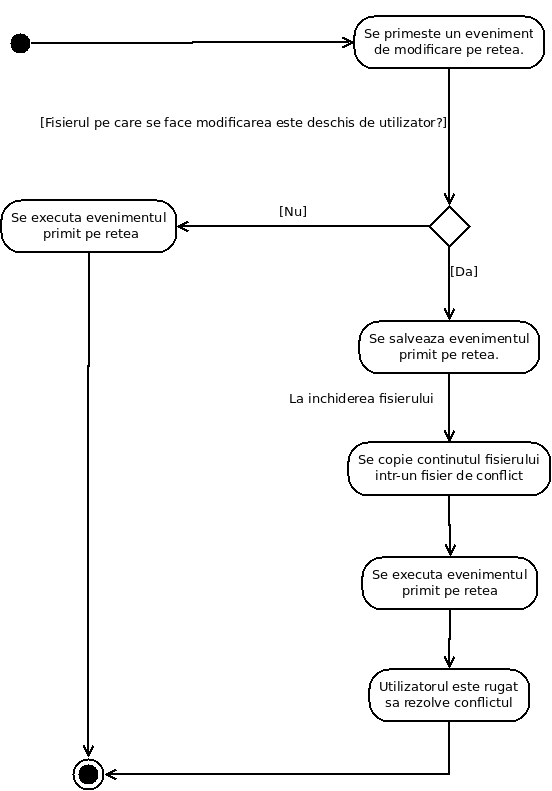 Se primeste un eveniment
de modificare pe retea.
[Fisierul pe care se face modificarea este deschis de utilizator?]
[Nu]
Se executa evenimentul
primit pe retea
[Da]
Se salveaza evenimentul
primit pe retea.
La inchiderea fisierului
Se copie continutul fisierului
intr-un fisier de conflict
Se executa evenimentul
primit pe retea
Utilizatorul este rugat
sa rezolve conflictul